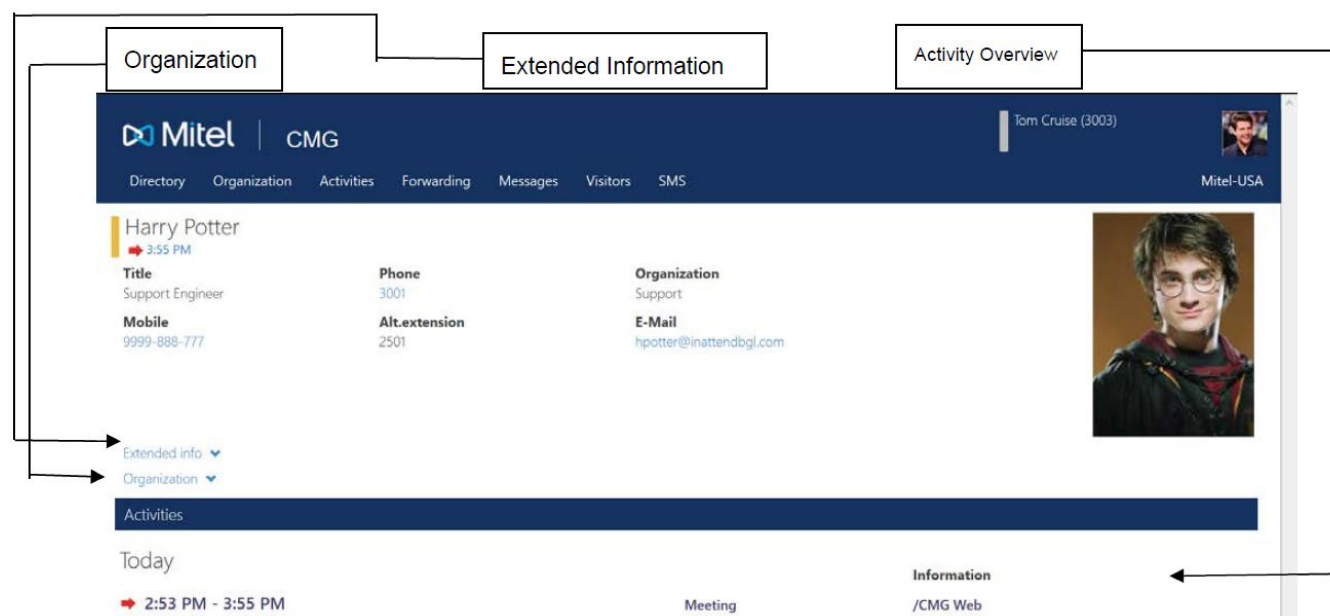 Organization
Extended Information
Activity Overview
Mitel | CMG
Tom Cruise (3003)
Directory Organization Activities Forwarding Messages Visitors SMS
Mitel-USA
Harry Potter
3:55 PM
Title Phone Organization
Support Engineer 3001 Support
Mobile Alt.extension E-Mail
9999-888-777 2501 hpotter@inattendbgl.com
Extended info
Organization
Activities
Today
Information
2:53 PM - 3:55 PM Meeting /CMG Web